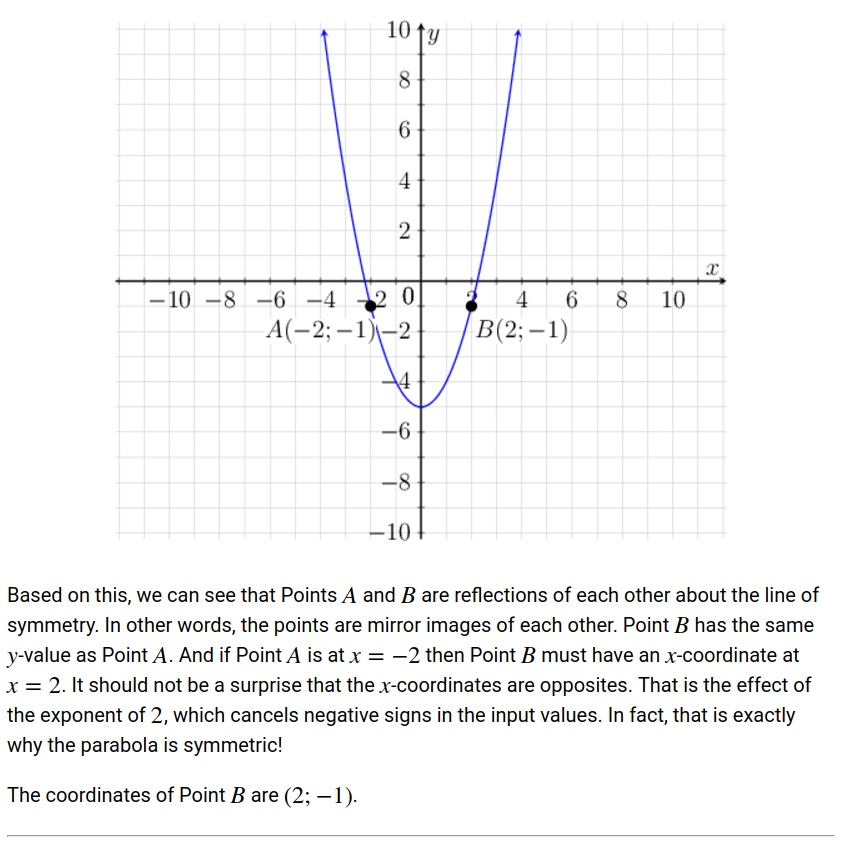 10 y
8
6
4
2
x
−10 −8 −6 −4 −2 0 2 4 6 8 10
A(−2; −1) −2 B(2; −1)
−4
−6
−8
−10
Based on this, we can see that Points A and B are reflections of each other about the line of
symmetry. In other words, the points are mirror images of each other. Point B has the same
y-value as Point A. And if Point A is at x = −2 then Point B must have an x-coordinate at
x = 2. It should not be a surprise that the x-coordinates are opposites. That is the effect of
the exponent of 2, which cancels negative signs in the input values. In fact, that is exactly
why the parabola is symmetric!
The coordinates of Point B are (2; −1).